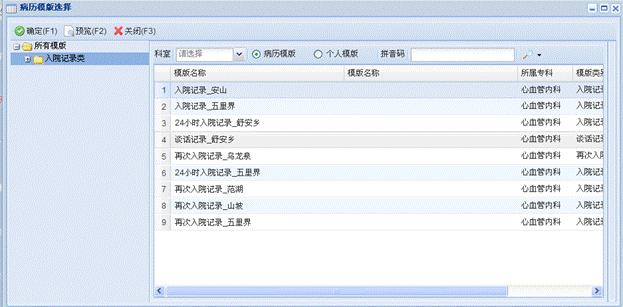 病历模版选择
确定(F1) 预览(F2) 关闭(F3)
所有模版
入院记录类
科室 请选择 病历模版 个人模版 拼音码
模版名称 模版名称 所属专科 模版类别
1 入院记录_安山 心血管内科 入院记
2 入院记录_五里界 心血管内科 入院记
3 24小时入院记录_舒安乡 心血管内科 入院记
4 谈话记录_舒安乡 心血管内科 谈话记
5 再次入院记录_乌龙泉 心血管内科 再次入
6 24小时入院记录_五里界 心血管内科 入院记
7 再次入院记录_范湖 心血管内科 入院记
8 再次入院记录_山坡 心血管内科 入院记
9 再次入院记录_五里界 心血管内科 入院记